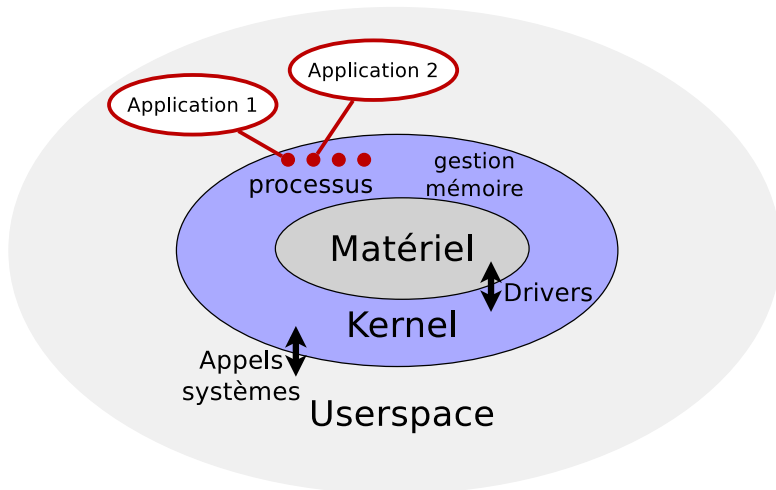 Application 2
Application 1
gestion
mémoire
processus
Matériel
Drivers
Kernel
Appels
systèmes
Userspace